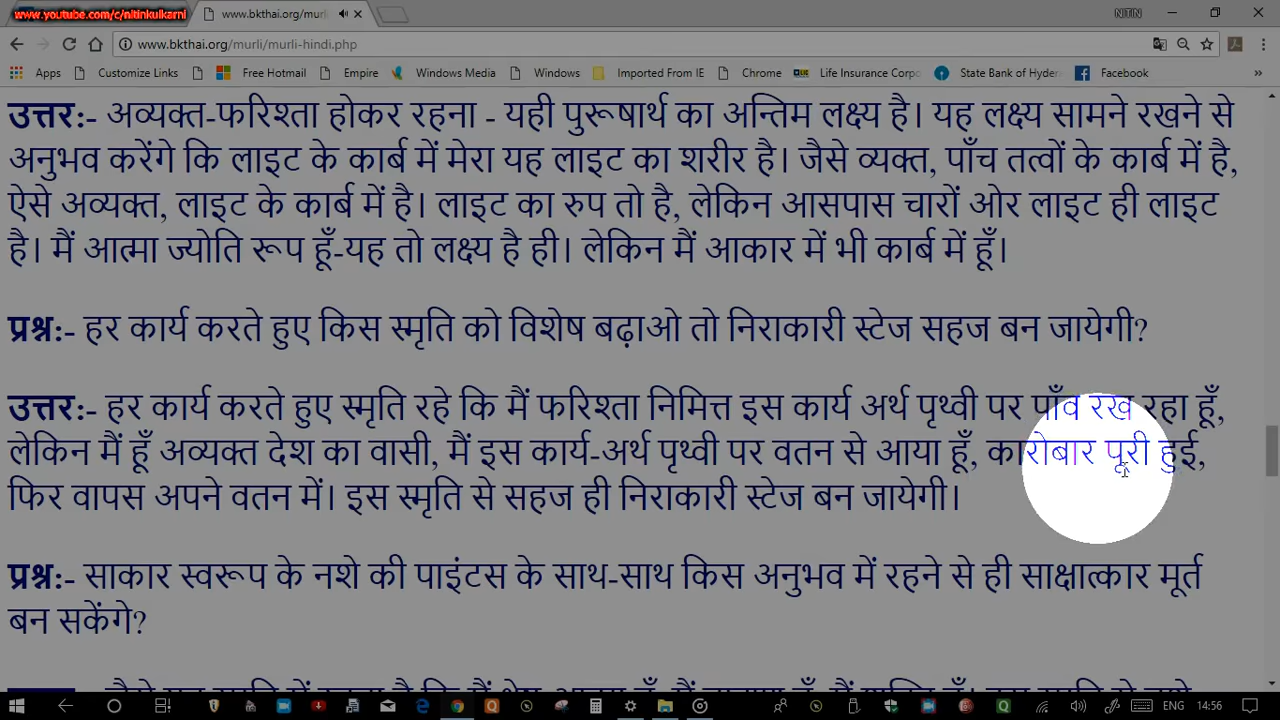 www.youtube.com/c/nitinkulkarni
www.bkthai.org/murli/mur
NITIN
www.bkthai.org/murli/murli-hindi.php
Apps Customize Links Free Hotmail Empire Windows Media Windows Imported From IE Chrome Life Insurance Corpo State Bank of Hyder Facebook »
उत्तर:- अव्यक्त-फरिश्ता होकर रहना - यही पुरूषार्थ का अन्तिम लक्ष्य है। यह लक्ष्य सामने रखने से
अनुभव करेंगे कि लाइट के कार्ब में मेरा यह लाइट का शरीर है। जैसे व्यक्त, पाँच तत्वों के कार्ब में है,
ऐसे अव्यक्त, लाइट के कार्ब में है। लाइट का रुप तो है, लेकिन आसपास चारों ओर लाइट ही लाइट
है। मैं आत्मा ज्योति रूप हूँ-यह तो लक्ष्य है ही। लेकिन मैं आकार में भी कार्ब में हूँ।
प्रश्न:- हर कार्य करते हुए किस स्मृति को विशेष बढ़ाओ तो निराकारी स्टेज सहज बन जायेगी?
उत्तर:- हर कार्य करते हुए स्मृति रहे कि मैं फरिश्ता निमित्त इस कार्य अर्थ पृथ्वी पर पाँव रख रहा हूँ,
लेकिन मैं हूँ अव्यक्त देश का वासी, मैं इस कार्य-अर्थ पृथ्वी पर वतन से आया हूँ, कारोबार पूरी हुई,
फिर वापस अपने वतन में। इस स्मृति से सहज ही निराकारी स्टेज बन जायेगी।
प्रश्न:- साकार स्वरूप के नशे की पाइंटस के साथ-साथ किस अनुभव में रहने से ही साक्षात्कार मूर्त
बन सकेंगे?
ENG 14:56